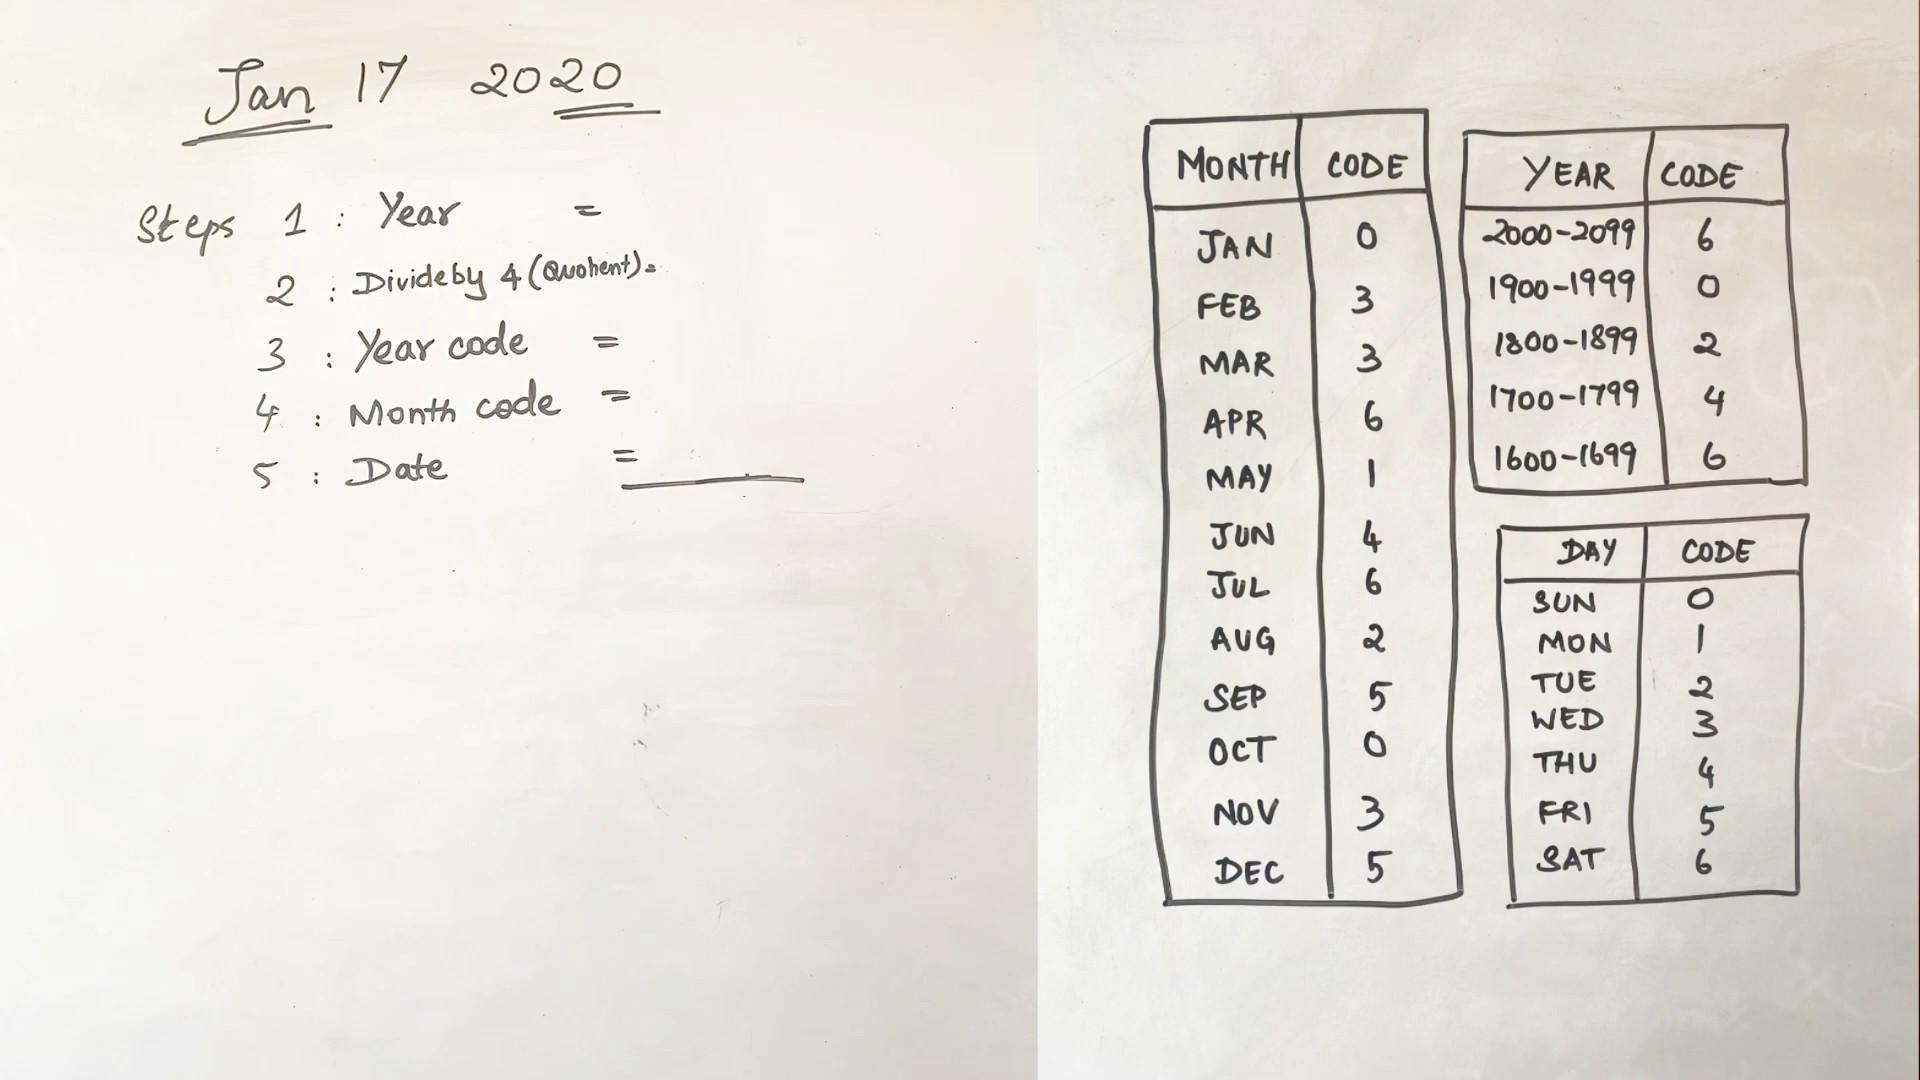 Jan 17 2020
Steps 1 : Year =
2 : Divide by 4 (Quohent) =
3 : Year code =
4 : Month code =
5 : Date =
MONTH CODE
JAN 0
FEB 3
MAR 3
APR 6
MAY 1
JUN 4
JUL 6
AUG 2
SEP 5
OCT 0
NOV 3
DEC 5
YEAR CODE
2000-2099 6
1900-1999 0
1800-1899 2
1700-1799 4
1600-1699 6
DAY CODE
SUN 0
MON 1
TUE 2
WED 3
THU 4
FRI 5
SAT 6